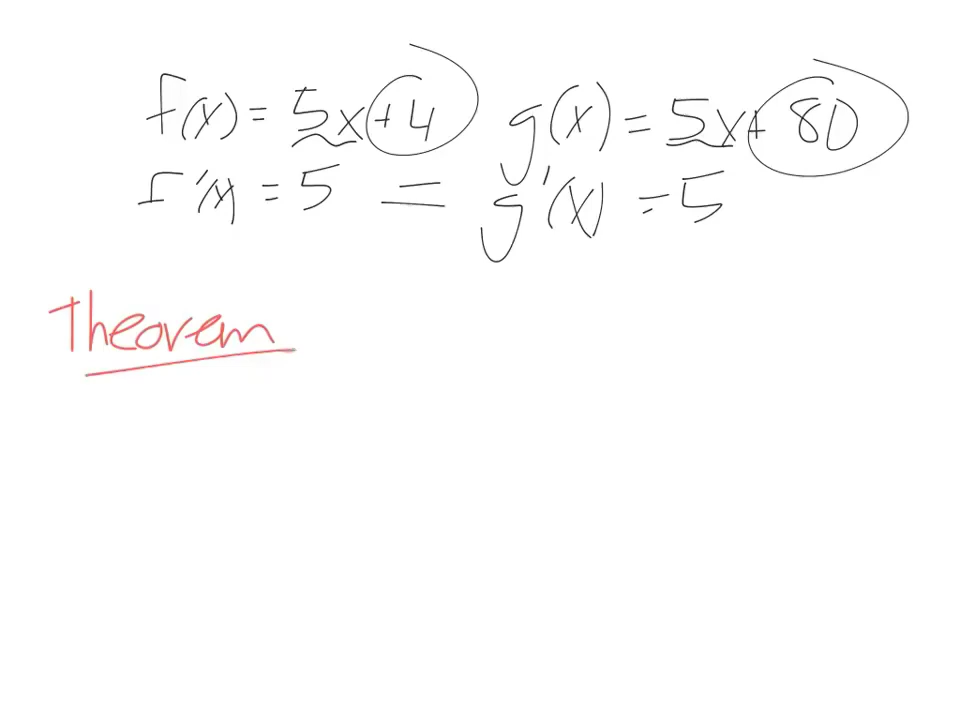 f(x) = 5x+4 g(x) = 5x+80
f'(x) = 5 = g'(x) = 5
Theorem